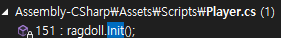 Assembly-CSharp₩Assets₩Scripts₩Player.cs (1)
151 : ragdoll.Init();